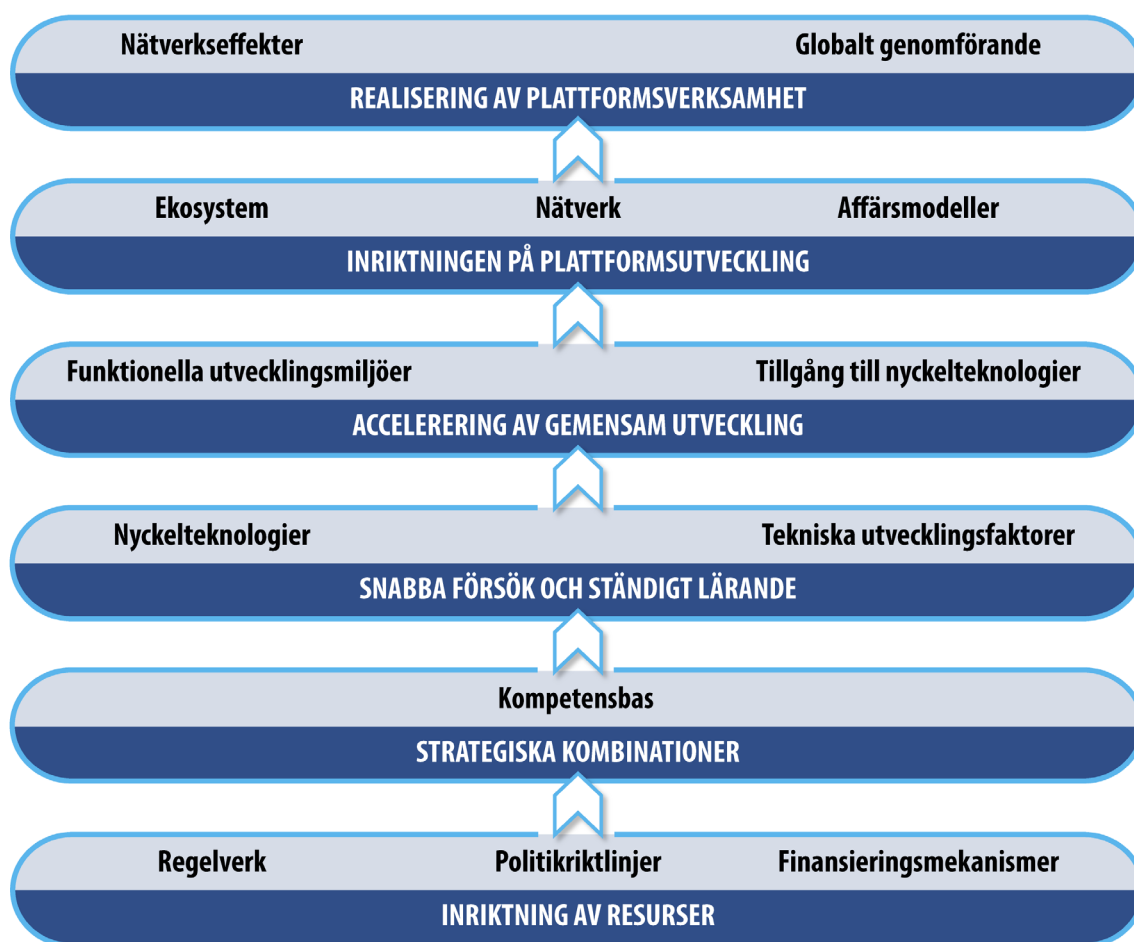 Nätverkseffekter Globalt genomförande
REALISERING AV PLATTFORMSVERKSAMHET
Ekosystem Nätverk Affärsmodeller
INRIKTNINGEN PÅ PLATTFORMSUTVECKLING
Funktionella utvecklingsmiljöer Tillgång till nyckelteknologier
ACCELERERING AV GEMENSAM UTVECKLING
Nyckelteknologier Tekniska utvecklingsfaktorer
SNABBA FÖRSÖK OCH STÄNDIGT LÄRANDE
Kompetensbas
STRATEGISKA KOMBINATIONER
Regelverk Politikriktlinjer Finansieringsmekanismer
INRIKTNING AV RESURSER